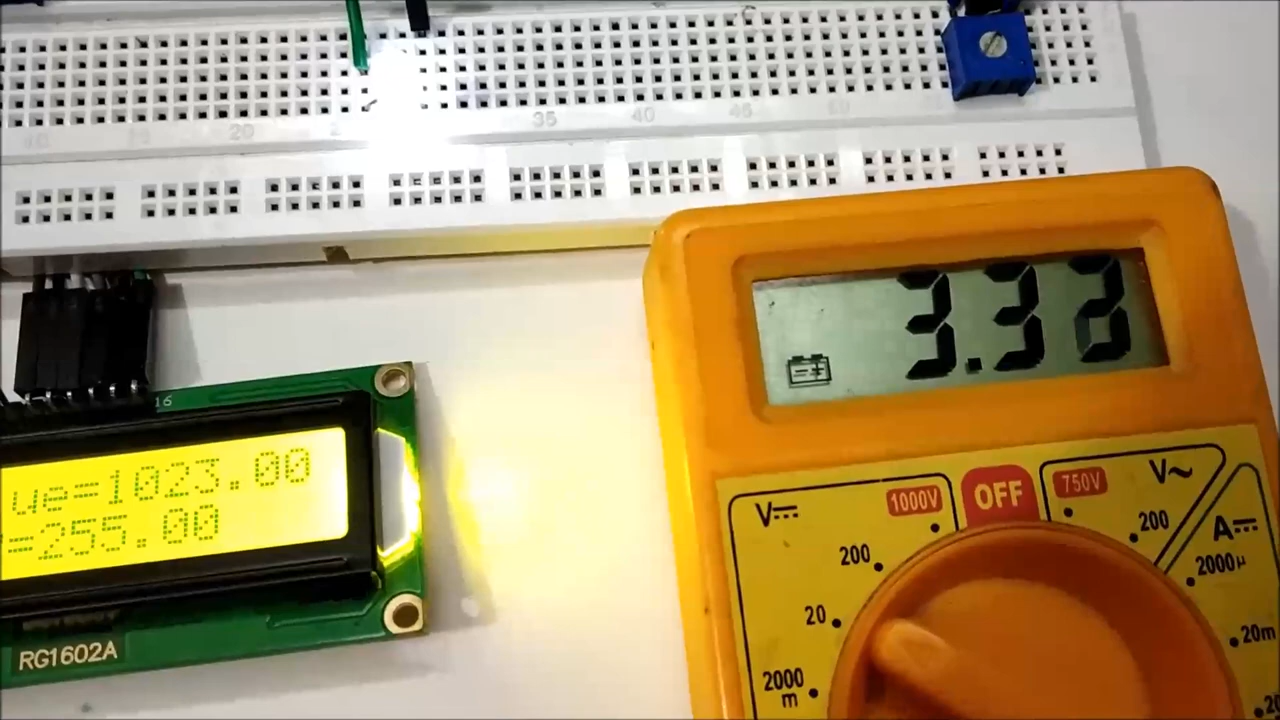 20
35
40
45
16
ue=1023.00
=255.00
RG1602A
3.3
V⎓
1000V
OFF
750V
V~
200
200
A⎓
2000µ
20
20m
2000
m